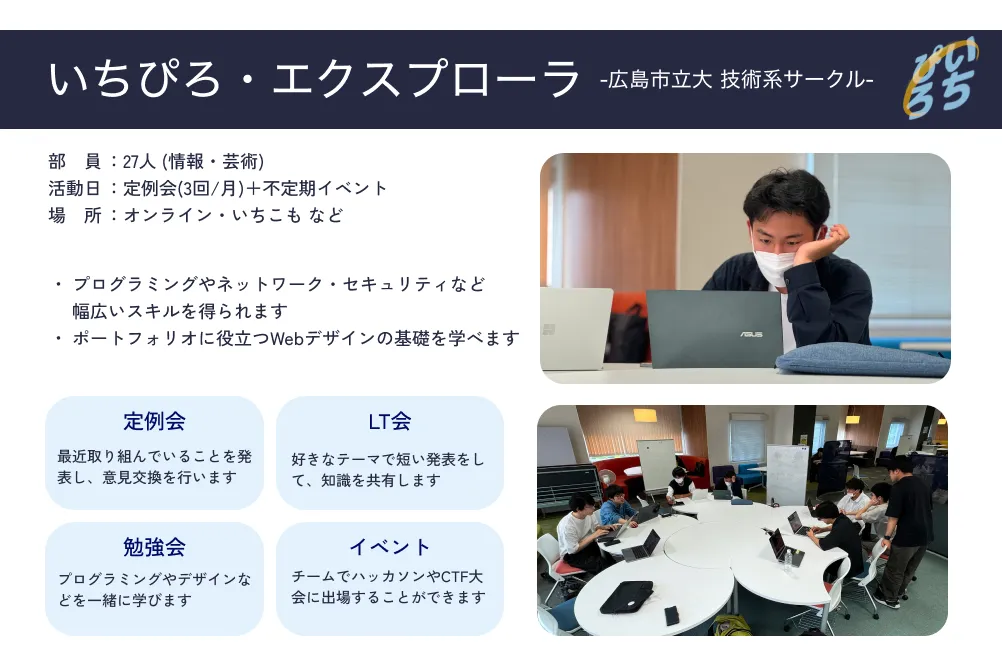 いちぴろ・エクスプローラ -広島市立大 技術系サークル-
いち
ぴろ
部　員：27人 (情報・芸術)
活動日：定例会(3回/月)＋不定期イベント
場　所：オンライン・いちこも など
・ プログラミングやネットワーク・セキュリティなど
幅広いスキルを得られます
・ ポートフォリオに役立つWebデザインの基礎を学べます
定例会
最近取り組んでいることを発
表し、意見交換を行います
LT会
好きなテーマで短い発表をし
て、知識を共有します
勉強会
プログラミングやデザインな
どを一緒に学びます
イベント
チームでハッカソンやCTF大
会に出場することができます
ASUS